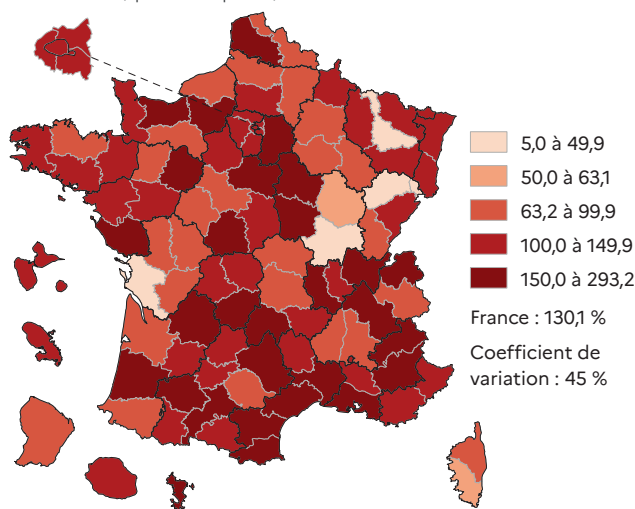 5,0 à 49,9
50,0 à 63,1
63,2 à 99,9
100,0 à 149,9
150,0 à 293,2
France : 130,1 %
Coefficient de
variation : 45 %